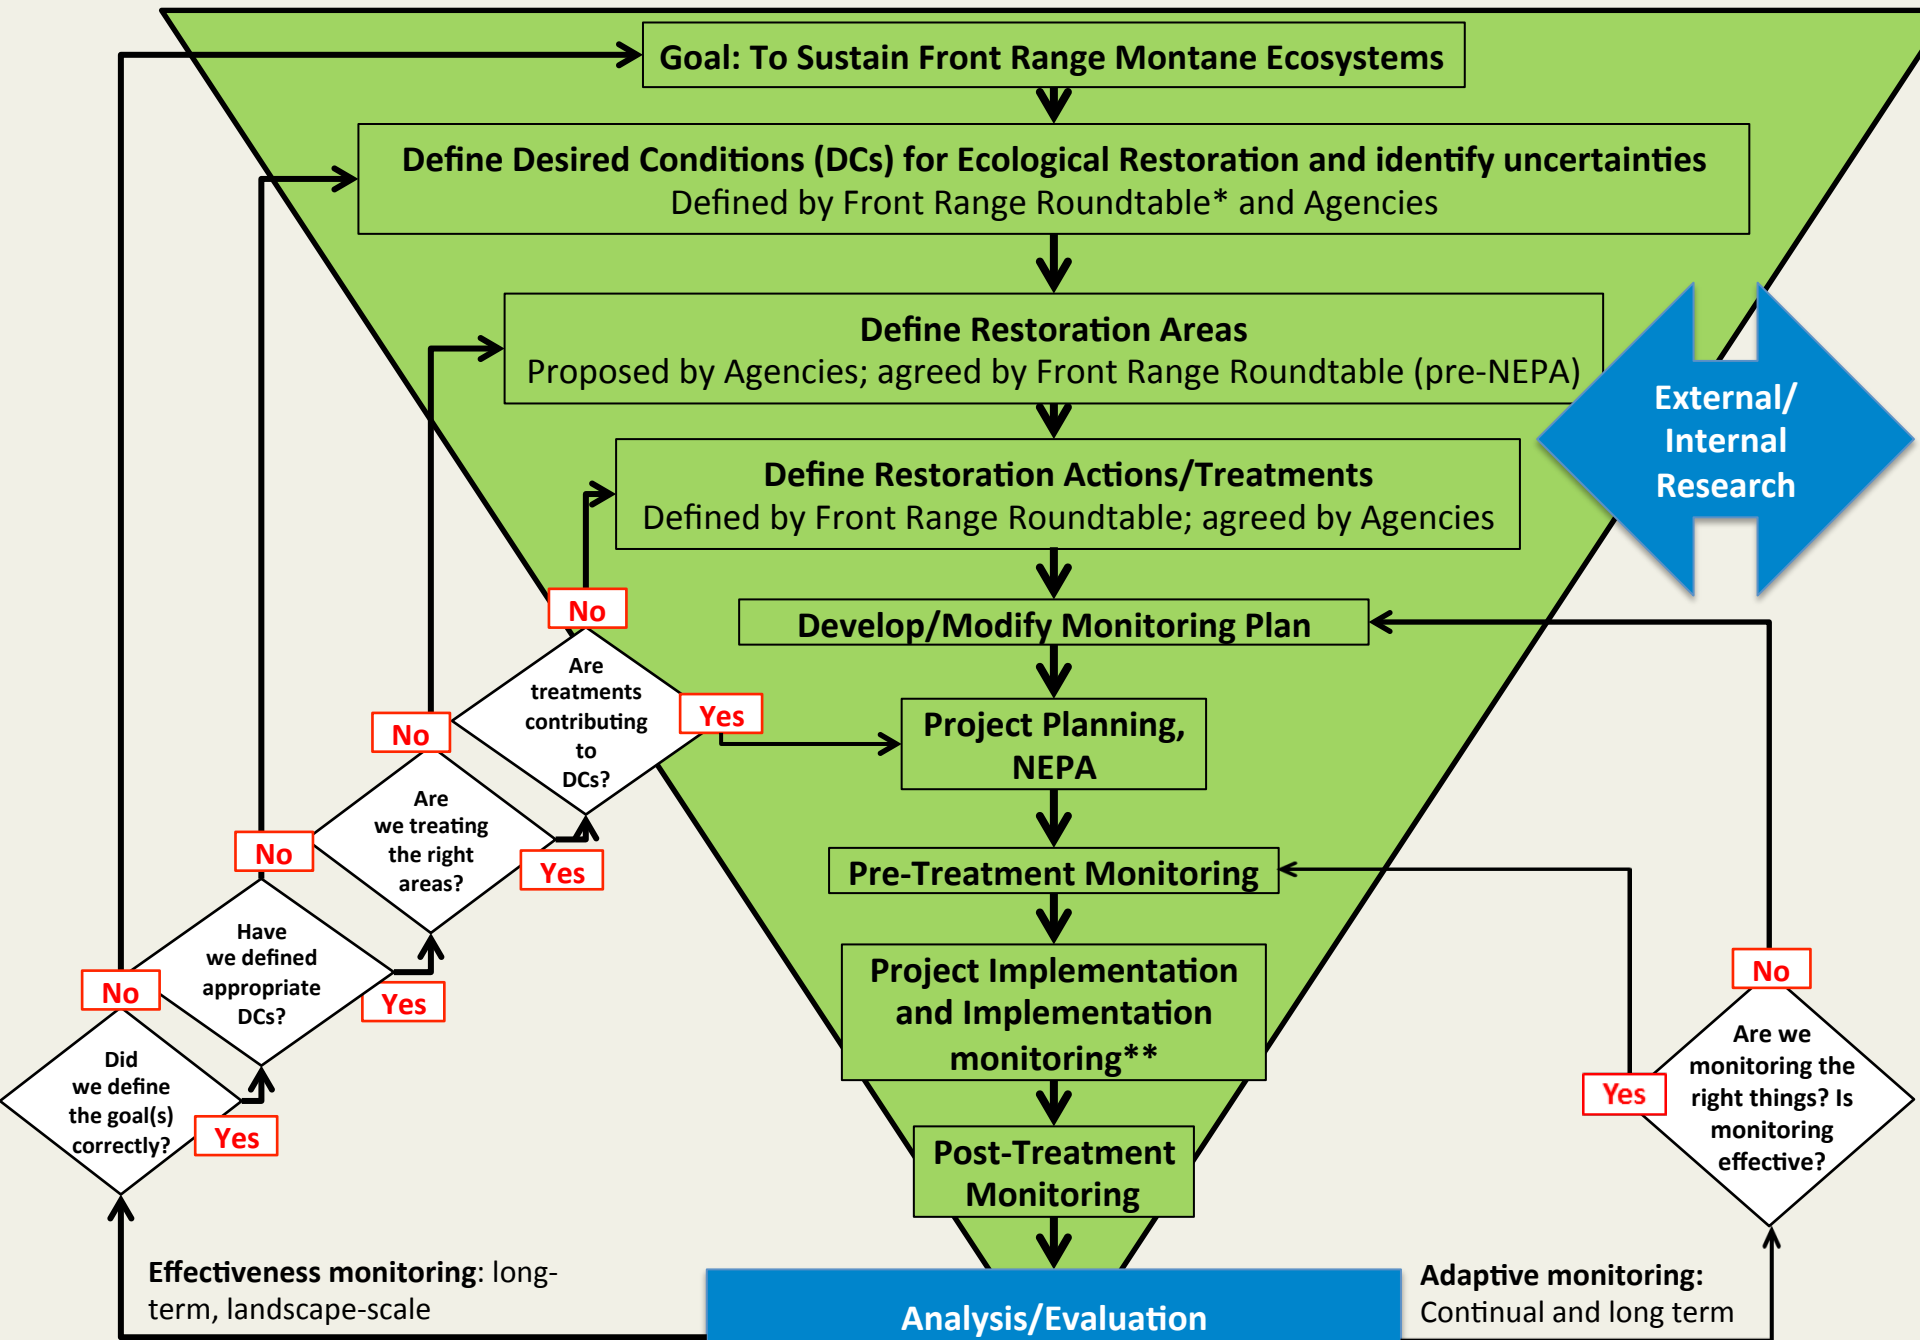 Goal: To Sustain Front Range Montane Ecosystems
Define Desired Conditions (DCs) for Ecological Restoration and identify uncertainties
Defined by Front Range Roundtable* and Agencies
Define Restoration Areas
Proposed by Agencies; agreed by Front Range Roundtable (pre-NEPA)
External/
Internal
Research
Define Restoration Actions/Treatments
Defined by Front Range Roundtable; agreed by Agencies
No
Develop/Modify Monitoring Plan
Are
treatments
contributing
to
DCs?
Yes
Project Planning,
NEPA
No
Are
we treating
the right
areas?
Yes
Pre-Treatment Monitoring
No
Have
we defined
appropriate
DCs?
Yes
Project Implementation
and Implementation
monitoring**
No
Did
we define
the goal(s)
correctly?
Yes
No
Are we
monitoring the
right things? Is
monitoring
effective?
Yes
Post-Treatment
Monitoring
Effectiveness monitoring: long-
term, landscape-scale
Analysis/Evaluation
Adaptive monitoring:
Continual and long term